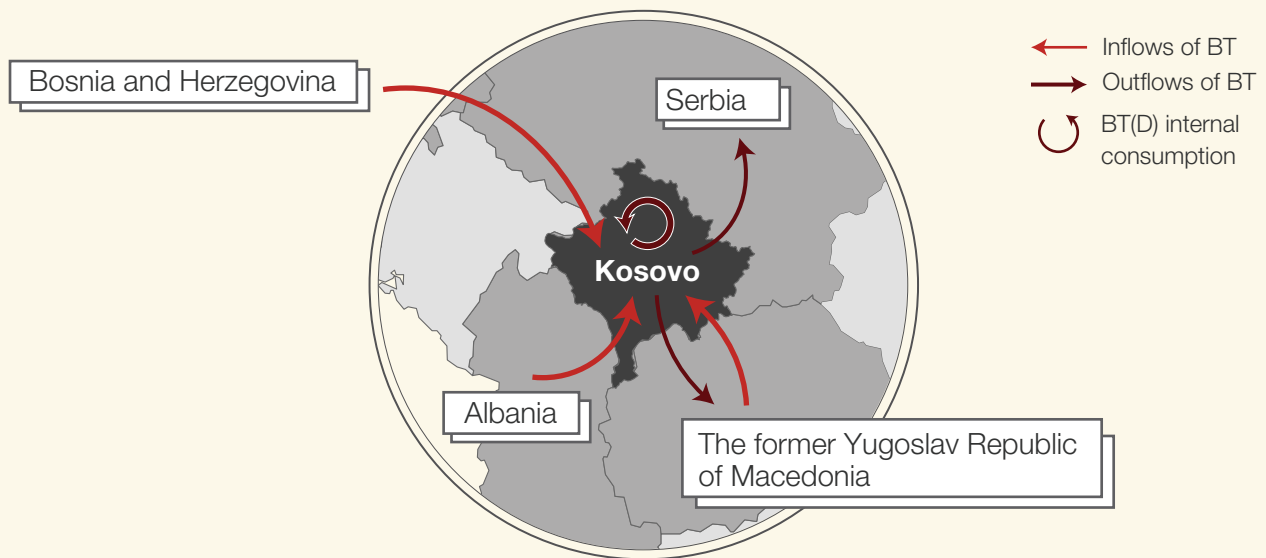 Bosnia and Herzegovina
Serbia
Inflows of BT
Outflows of BT
BT(D) internal
consumption
Kosovo
Albania
The former Yugoslav Republic
of Macedonia